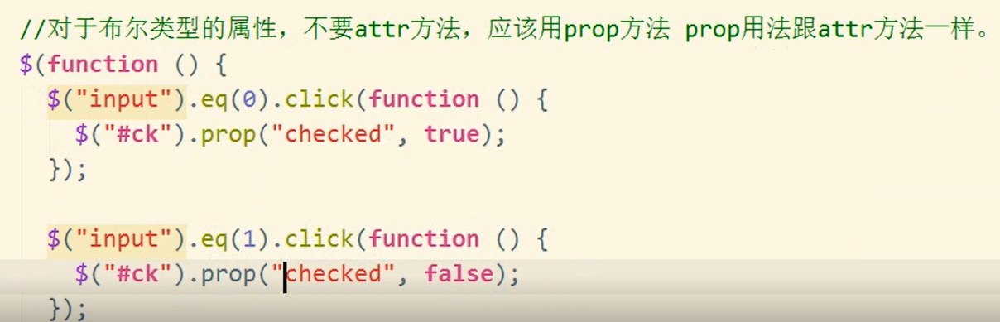 //对于布尔类型的属性，不要attr方法，应该用prop方法 prop用法跟attr方法一样。
$(function () {
  $("input").eq(0).click(function () {
    $("#ck").prop("checked", true);
  });

  $("input").eq(1).click(function () {
    $("#ck").prop("checked", false);
  });